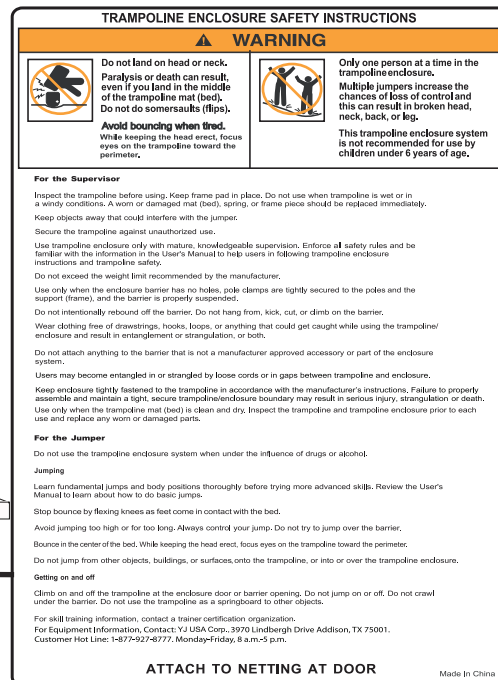 TRAMPOLINE ENCLOSURE SAFETY INSTRUCTIONS
WARNING
Do not land on head or neck.
Paralysis or death can result,
even if you land in the middle
of the trampoline mat (bed).
Do not do somersaults (flips).
Avoid bouncing when tired.
While keeping the head erect, focus
eyes on the trampoline toward the
perimeter.
Only one person at a time in the
trampoline enclosure.
Multiple jumpers increase the
chances of loss of control and
this can result in broken head,
neck, back, or leg.
This trampoline enclosure system
is not recommended for use by
children under 6 years of age.
For the Supervisor
Inspect the trampoline before using. Keep frame pad in place. Do not use when trampoline is wet or in
a windy conditions. A worn or damaged mat (bed), spring, or frame piece should be replaced immediately.
Keep objects away that could interfere with the jumper.
Secure the trampoline against unauthorized use.
Use trampoline enclosure only with mature, knowledgeable supervision. Enforce all safety rules and be
familiar with the information in the User's Manual to help users in following trampoline enclosure
instructions and trampoline safety.
Do not exceed the weight limit recommended by the manufacturer.
Use only when the enclosure barrier has no holes, pole clamps are tightly secured to the poles and the
support (frame), and the barrier is properly suspended.
Do not intentionally rebound off the barrier. Do not hang from, kick, cut, or climb on the barrier.
Wear clothing free of drawstrings, hooks, loops, or anything that could get caught while using the trampoline/
enclosure and result in entanglement or strangulation, or both.
Do not attach anything to the barrier that is not a manufacturer approved accessory or part of the enclosure
system.
Users may become entangled in or strangled by loose cords or in gaps between trampoline and enclosure.
Keep enclosure tightly fastened to the trampoline in accordance with the manufacturer's instructions. Failure to properly
assemble and maintain a tight, secure trampoline/enclosure boundary may result in serious injury, strangulation or death.
Use only when the trampoline mat (bed) is clean and dry. Inspect the trampoline and trampoline enclosure prior to each
use and replace any worn or damaged parts.
For the Jumper
Do not use the trampoline enclosure system when under the influence of drugs or alcohol.
Jumping
Learn fundamental jumps and body positions thoroughly before trying more advanced skills. Review the User's
Manual to learn about how to do basic jumps.
Stop bounce by flexing knees as feet come in contact with the bed.
Avoid jumping too high or for too long. Always control your jump. Do not try to jump over the barrier.
Bounce in the center of the bed. While keeping the head erect, focus eyes on the trampoline toward the perimeter.
Do not jump from other objects, buildings, or surfaces, onto the trampoline, or into or over the trampoline enclosure.
Getting on and off
Climb on and off the trampoline at the enclosure door or barrier opening. Do not jump on or off. Do not crawl
under the barrier. Do not use the trampoline as a springboard to other objects.
For skill training information, contact a trainer certification organization.
For Equipment Information, Contact: YJ USA Corp., 3970 Lindbergh Drive Addison, TX 75001.
Customer Hot Line: 1-877-927-8777. Monday-Friday, 8 a.m.-5 p.m.
ATTACH TO NETTING AT DOOR
Made In China